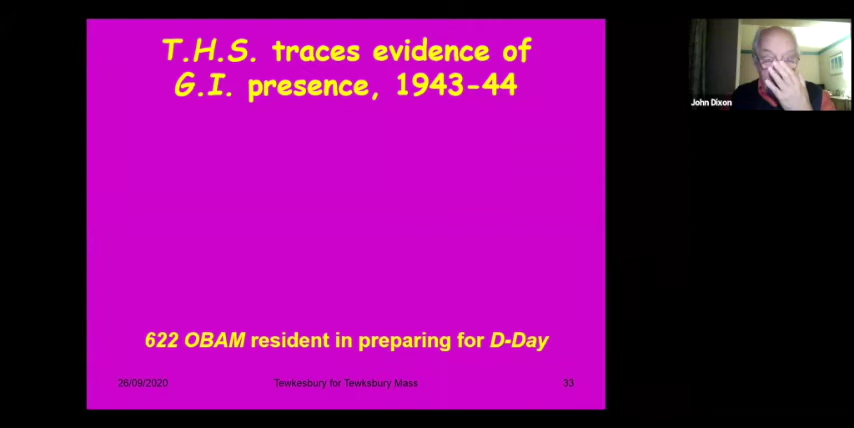 T.H.S. traces evidence of
G.I. presence, 1943-44
John Dixon
622 OBAM resident in preparing for D-Day
26/09/2020
Tewkesbury for Tewksbury Mass
33